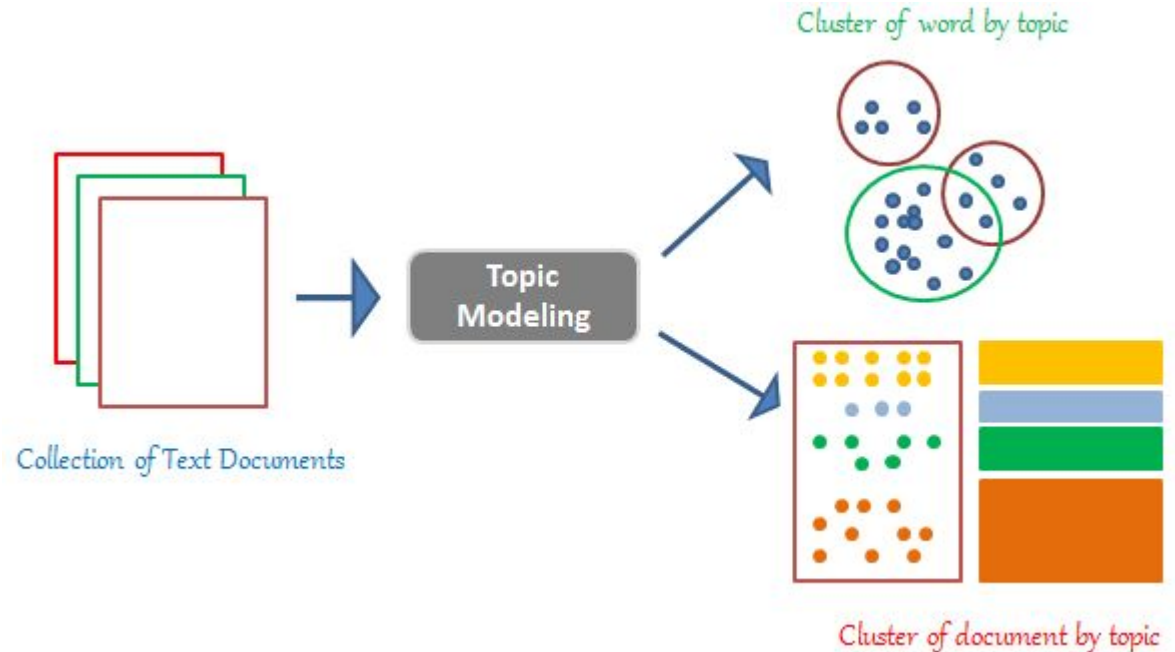 Cluster of word by topic
Topic
Modeling
Collection of Text Documents
Cluster of document by topic